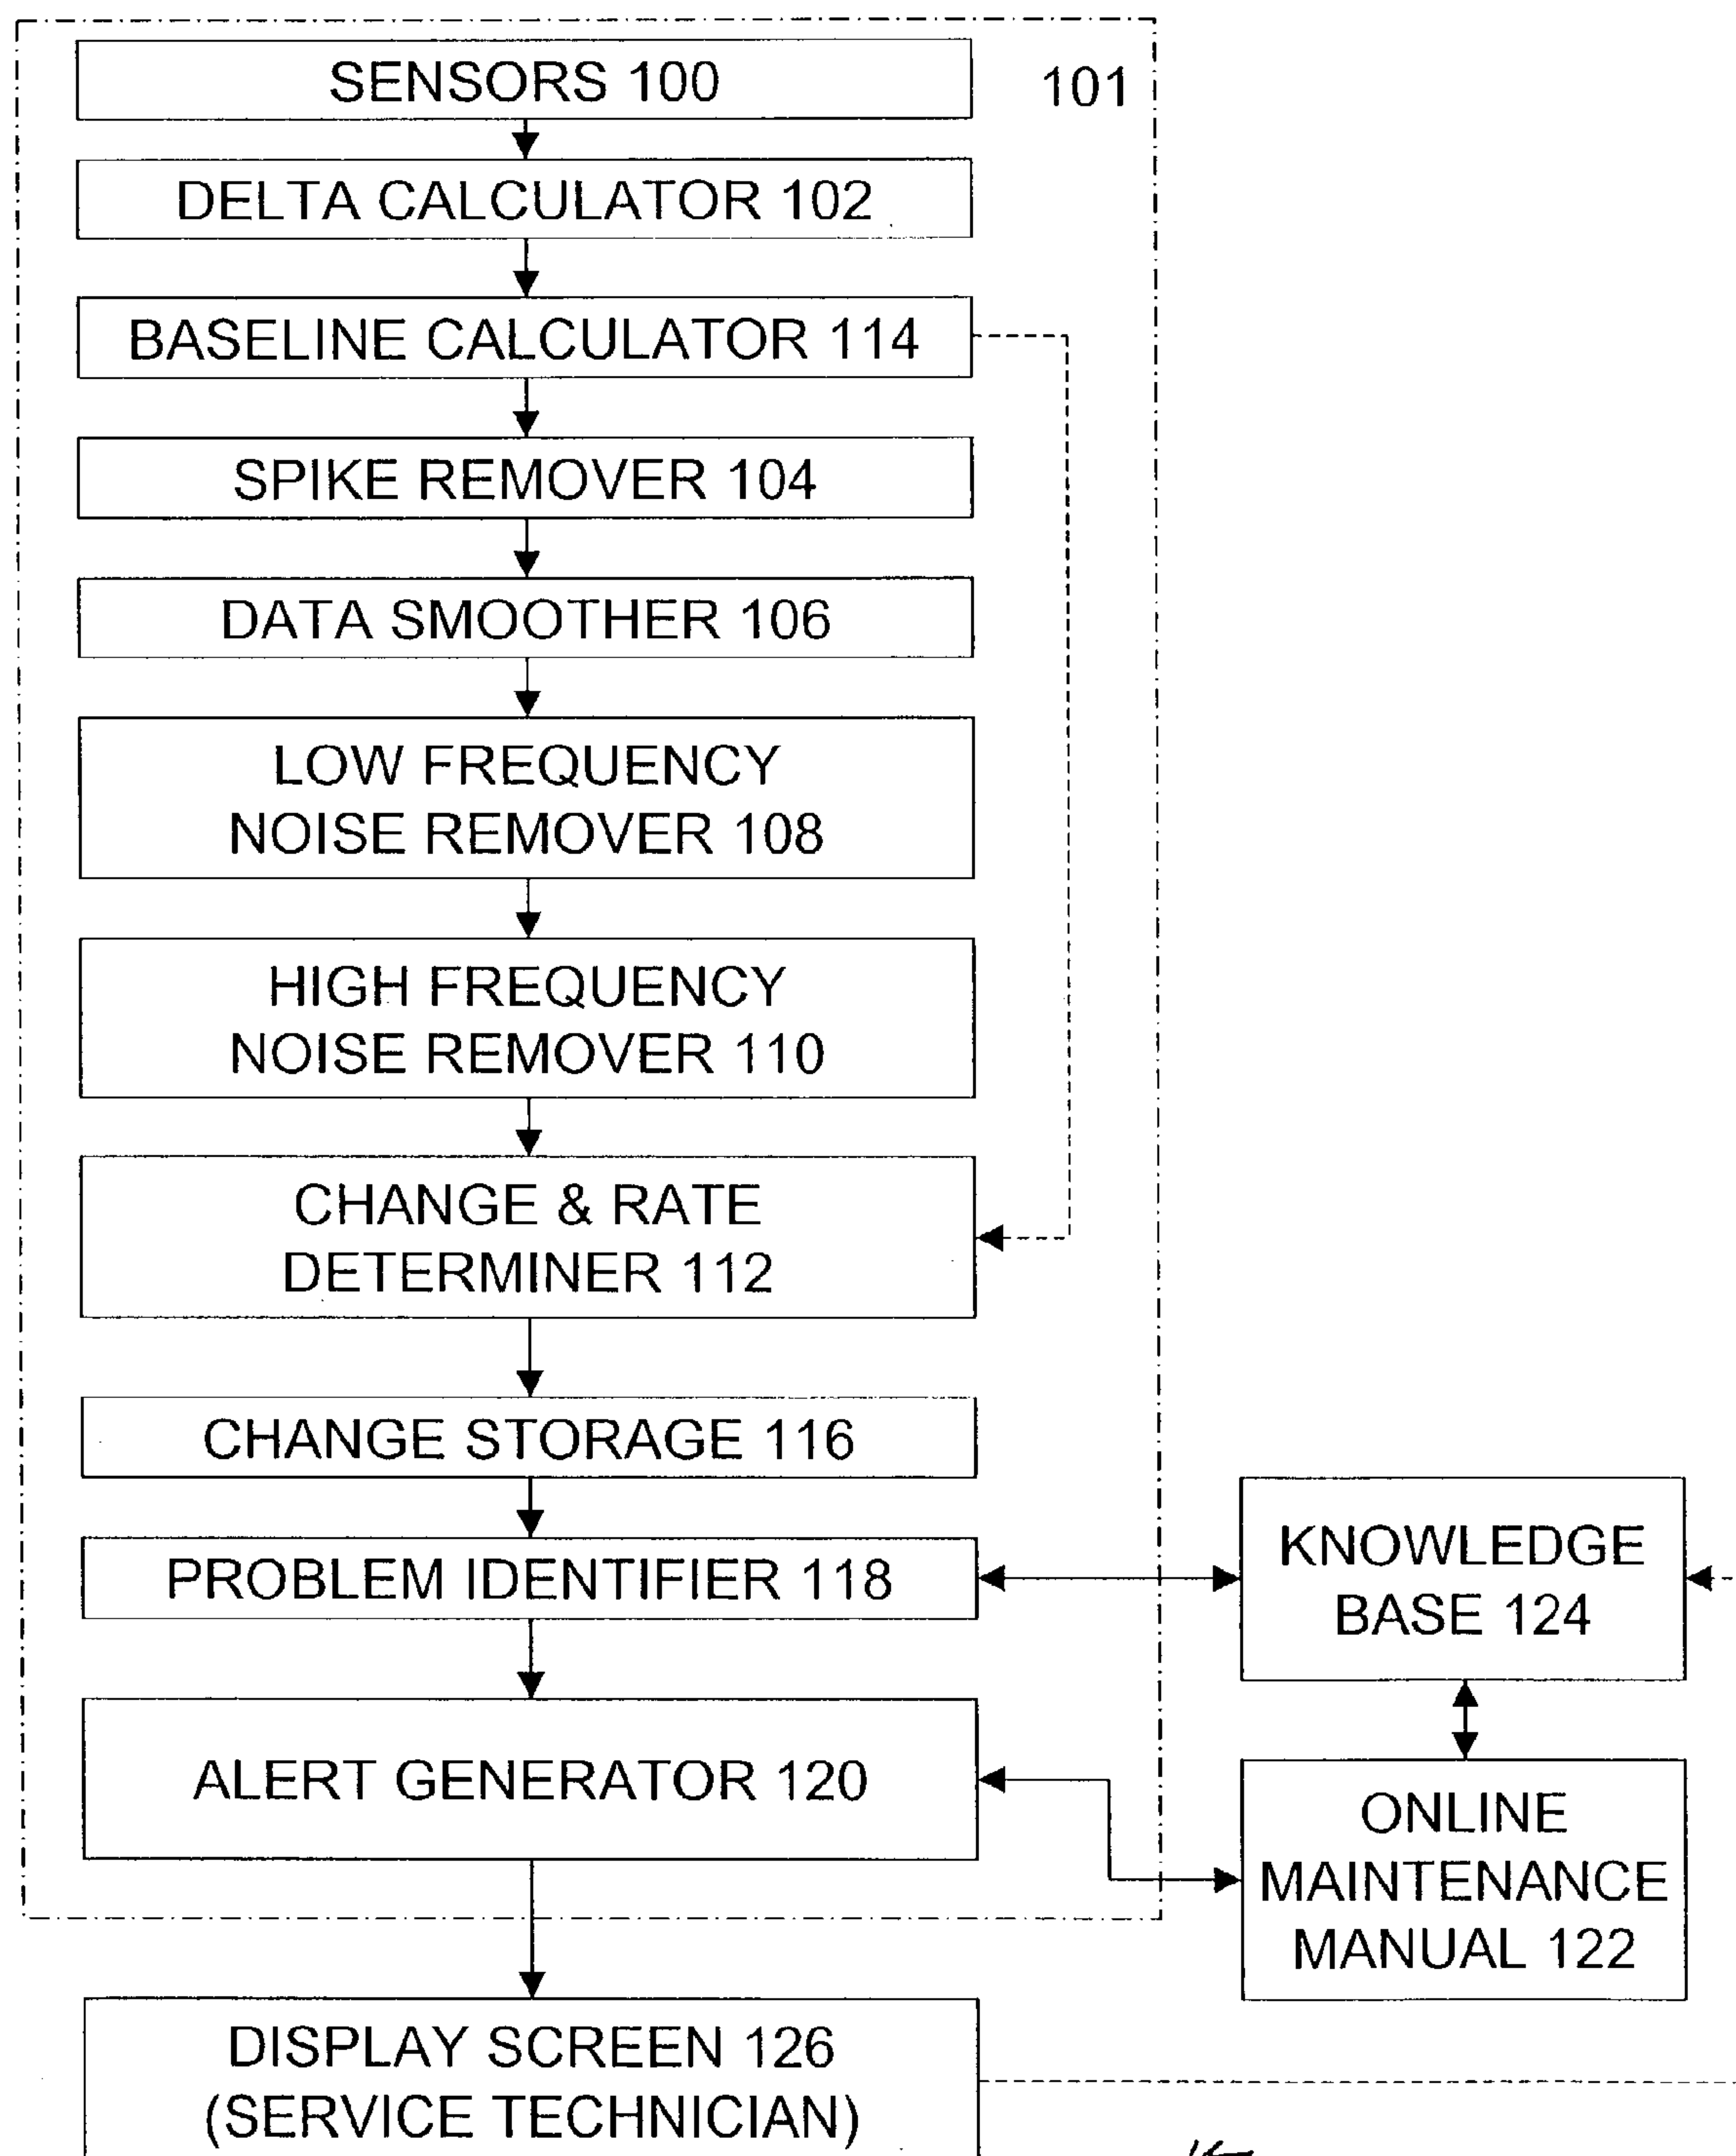 SENSORS 100
101
DELTA CALCULATOR 102
BASELINE CALCULATOR 114
SPIKE REMOVER 104
DATA SMOOTHER 106
LOW FREQUENCY
NOISE REMOVER 108
HIGH FREQUENCY
NOISE REMOVER 110
CHANGE & RATE
DETERMINER 112
CHANGE STORAGE 116
PROBLEM IDENTIFIER 118
KNOWLEDGE
BASE 124
ALERT GENERATOR 120
ONLINE
MAINTENANCE
MANUAL 122
DISPLAY SCREEN 126
(SERVICE TECHNICIAN)